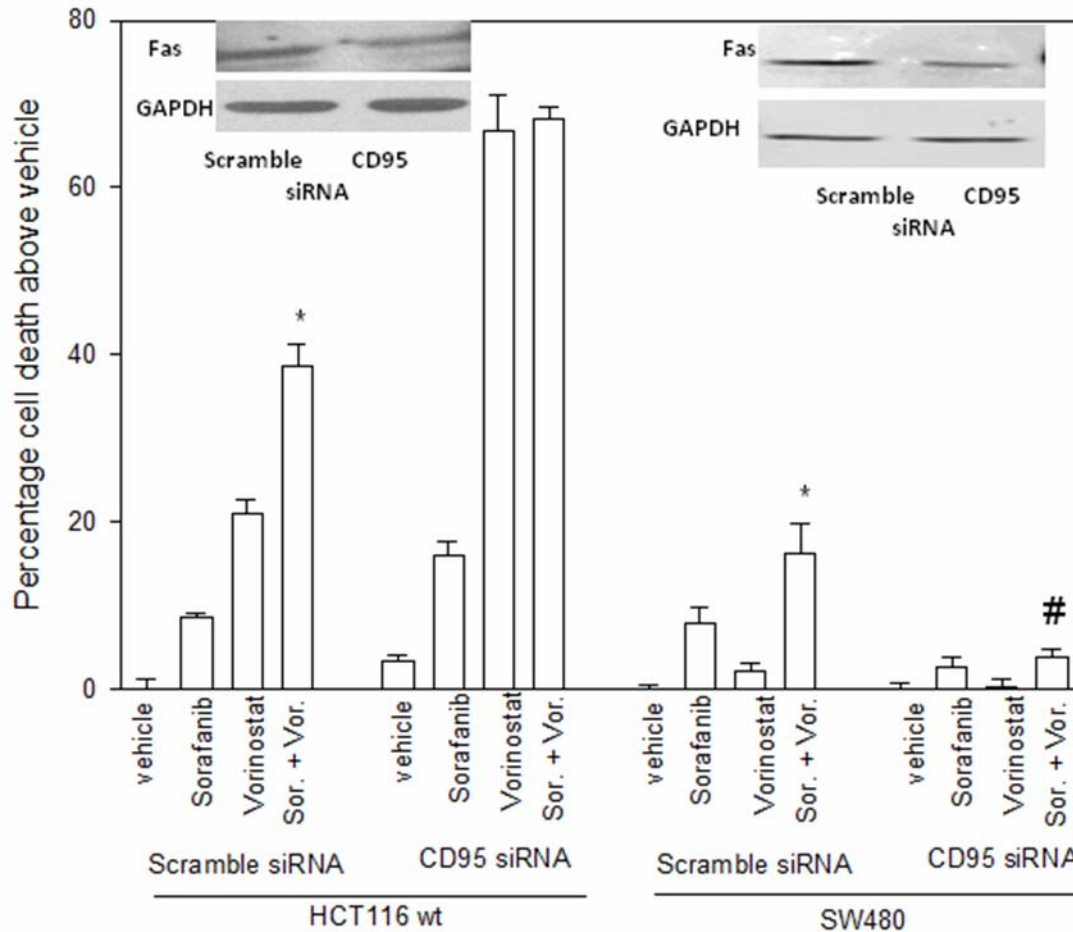 Percentage cell death above vehicle
80
60
40
20
0
Fas
GAPDH
Scramble CD95
siRNA
Fas
GAPDH
Scramble CD95
siRNA
*
*
#
vehicle
Sorafanib
Vorinostat
Sor. + Vor.
vehicle
Sorafanib
Vorinostat
Sor. + Vor.
vehicle
Sorafanib
Vorinostat
Sor. + Vor.
vehicle
Sorafanib
Vorinostat
Sor. + Vor.
Scramble siRNA CD95 siRNA Scramble siRNA CD95 siRNA
HCT116 wt SW480